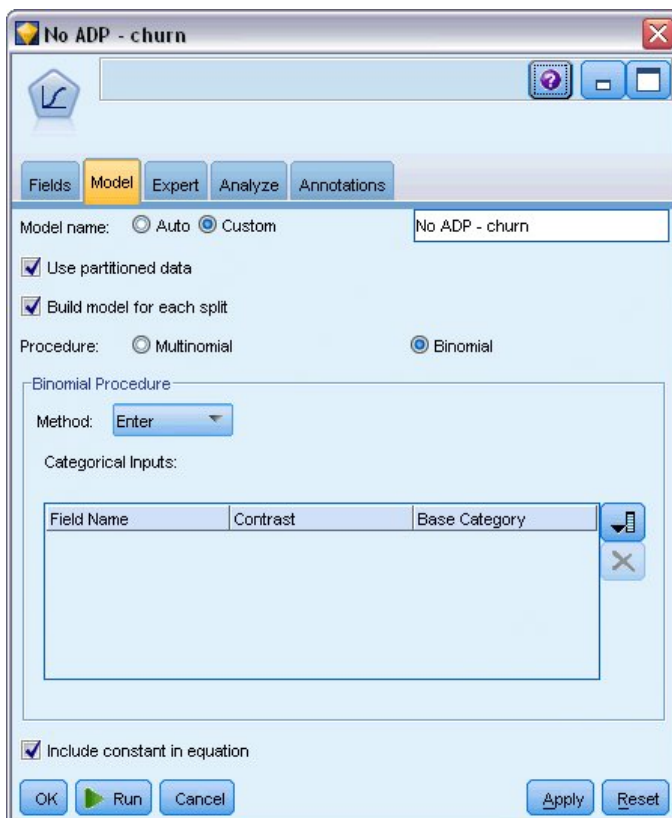 No ADP - churn
Fields Model Expert Analyze Annotations
Model name: Auto Custom No ADP - churn
Use partitioned data
Build model for each split
Procedure: Multinomial Binomial
Binomial Procedure
Method: Enter
Categorical Inputs:
Field Name Contrast Base Category
Include constant in equation
OK Run Cancel Apply Reset